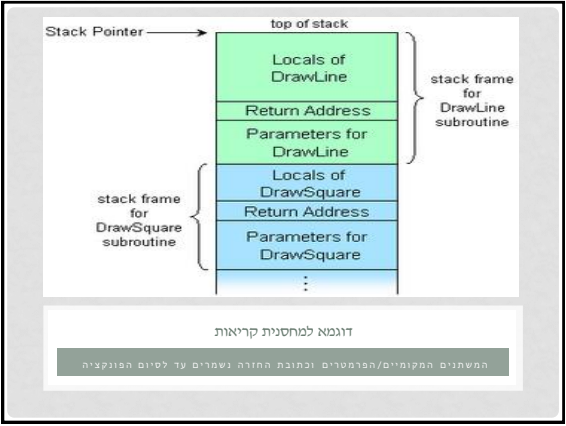 top of stack
Stack Pointer
Locals of
DrawLine
Return Address
Parameters for
DrawLine
stack frame
for
DrawLine
subroutine
Locals of
DrawSquare
Return Address
Parameters for
DrawSquare
stack frame
for
DrawSquare
subroutine
דוגמא למחסנית קריאות
המשתנים המקומיים/הפרמטרים וכתובת החזרה נשמרים עד לסיום הפונקציה